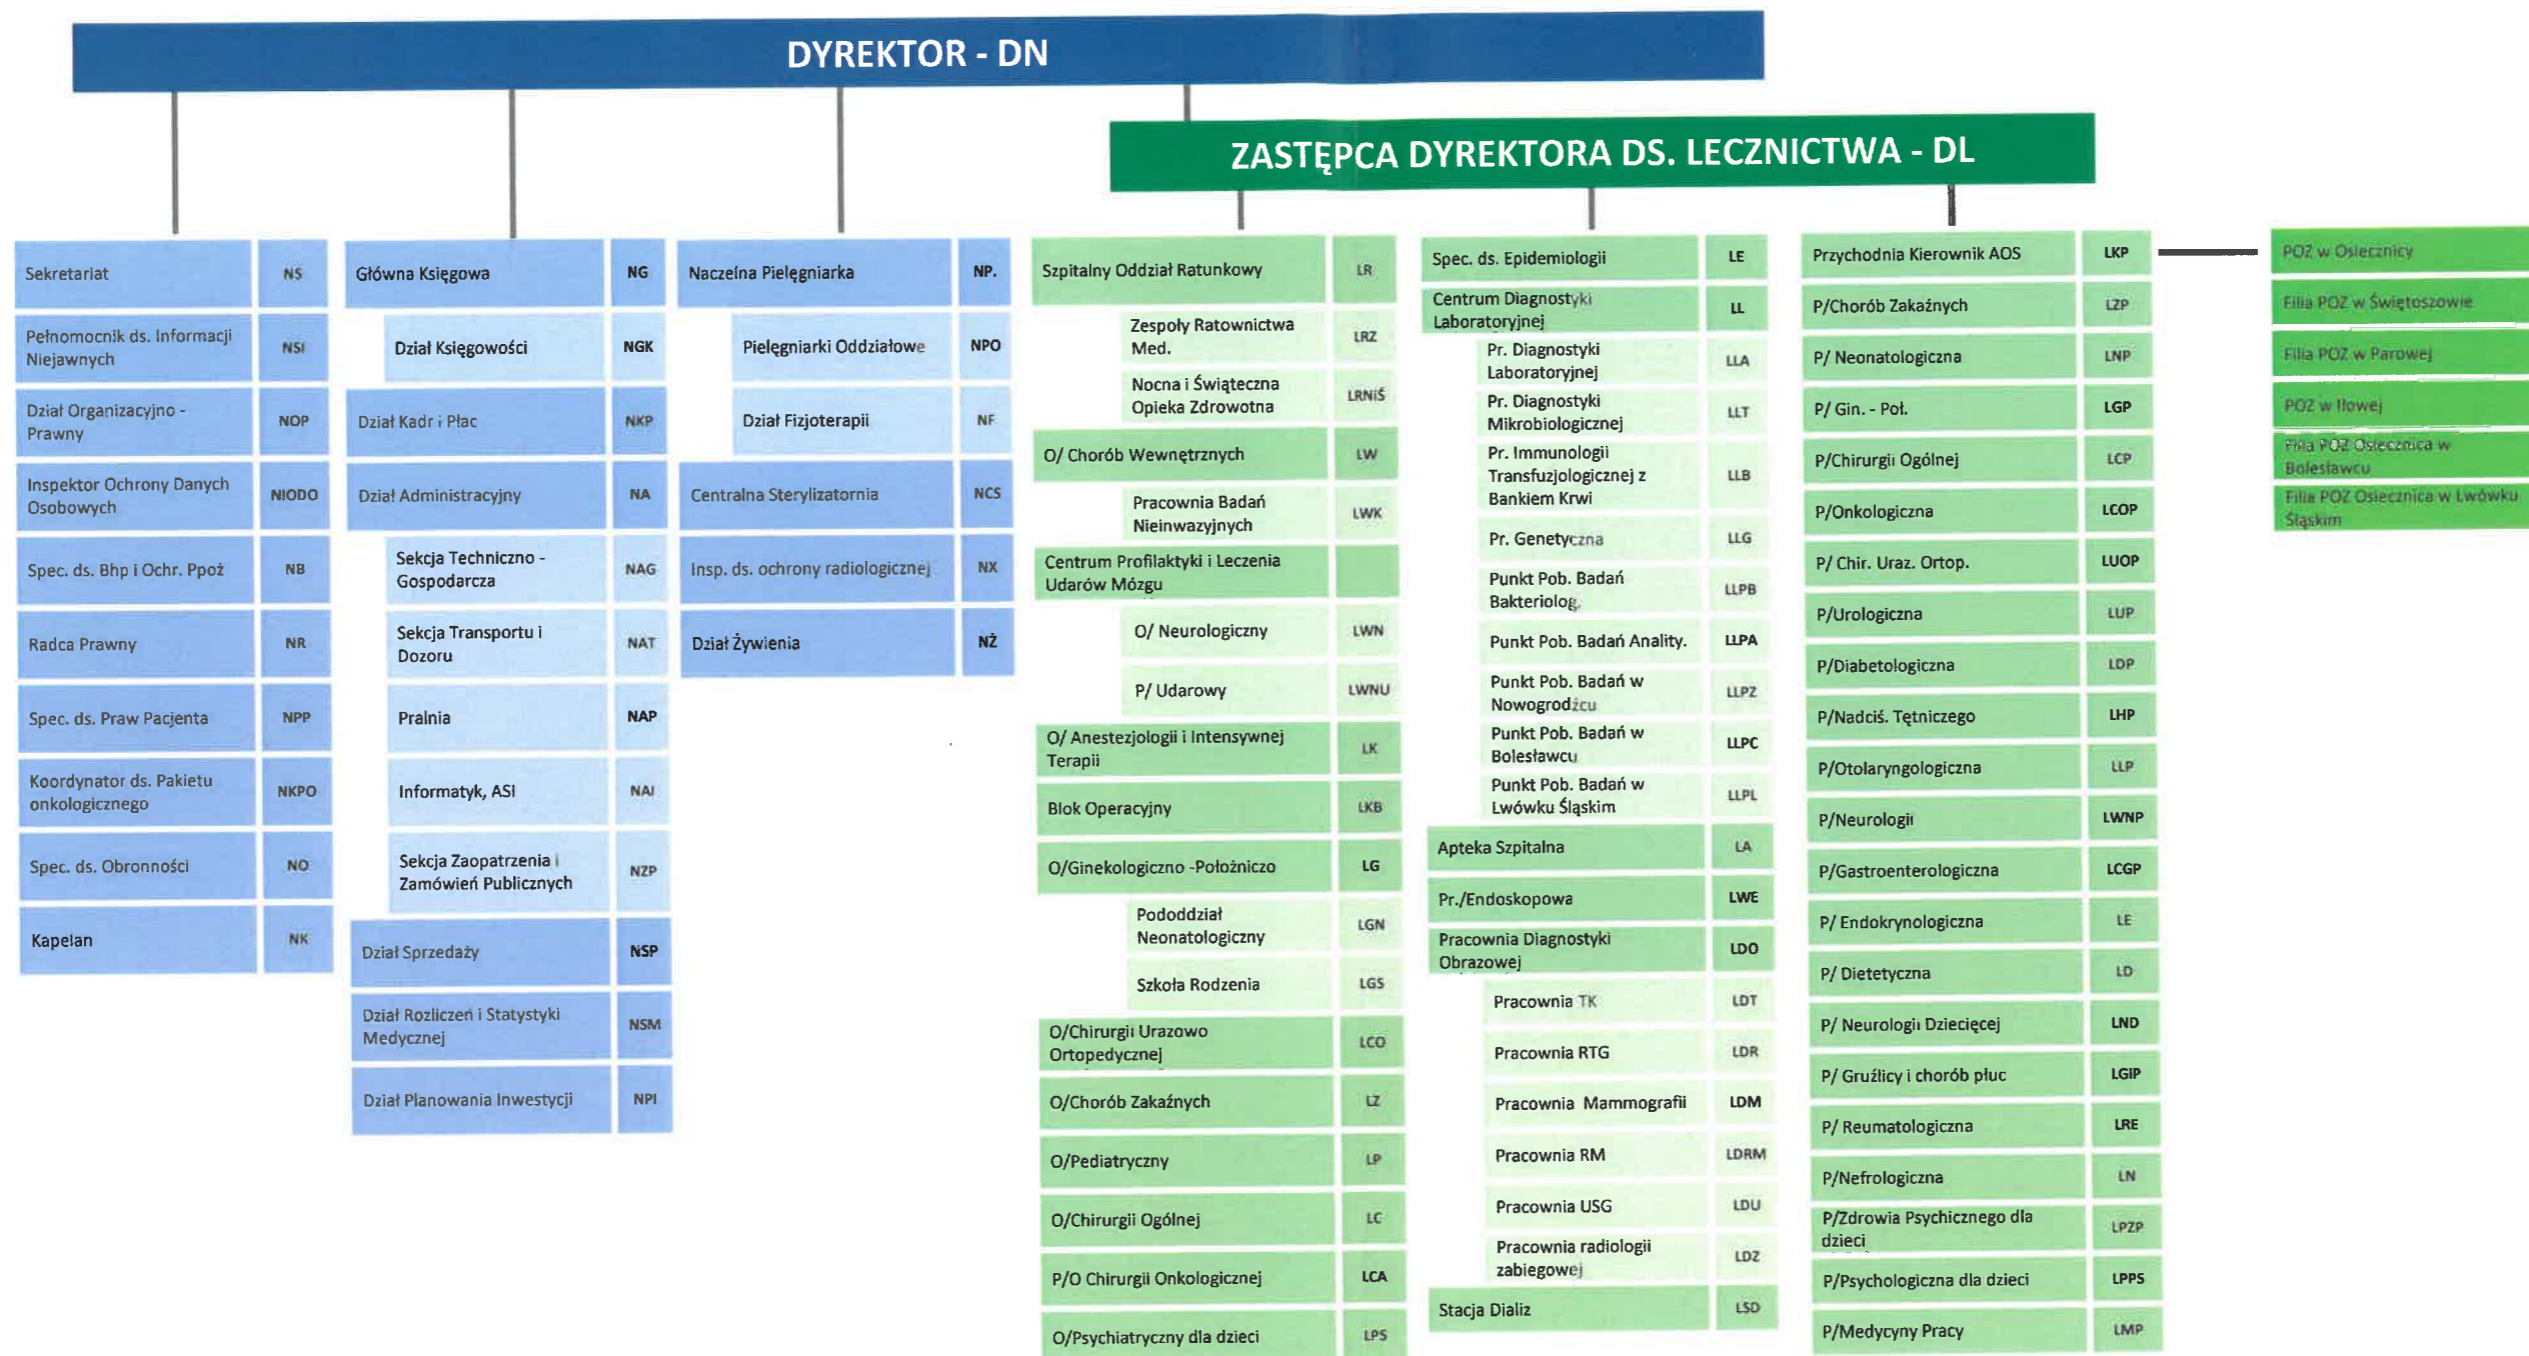 DYREKTOR - DN
ZASTĘPCA DYREKTORA DS. LECZNICTWA - DL
Sekretariat NS
Pełnomocnik ds. Informacji
Niejawnych NSI
Dział Organizacyjno -
Prawny NOP
Inspektor Ochrony Danych
Osobowych NIODO
Spec. ds. Bhp i Ochr. Ppoż NB
Radca Prawny NR
Spec. ds. Praw Pacjenta NPP
Koordynator ds. Pakietu
onkologicznego NKPO
Spec. ds. Obronności NO
Kapelan NK
Główna Księgowa NG
Dział Księgowości NGK
Dział Kadr i Płac NKP
Dział Administracyjny NA
Sekcja Techniczno -
Gospodarcza NAG
Sekcja Transportu i
Dozoru NAT
Pralnia NAP
Informatyk, ASI NAI
Sekcja Zaopatrzenia i
Zamówień Publicznych NZP
Dział Sprzedaży NSP
Dział Rozliczeń i Statystyki
Medycznej NSM
Dział Planowania Inwestycji NPI
Naczelna Pielęgniarka NP.
Pielęgniarki Oddziałowe NPO
Dział Fizjoterapii NF
Centralna Sterylizatornia NCS
Insp. ds. ochrony radiologicznej NX
Dział Żywienia NŻ
Szpitalny Oddział Ratunkowy LR
Zespoły Ratownictwa
Med. LRZ
Nocna i Świąteczna
Opieka Zdrowotna LRNiŚ
O/ Chorób Wewnętrznych LW
Pracownia Badań
Nieinwazyjnych LWK
Centrum Profilaktyki i Leczenia
Udarów Mózgu
O/ Neurologiczny LWN
P/ Udarowy LWNU
O/ Anestezjologii i Intensywnej
Terapii LK
Blok Operacyjny LKB
O/Ginekologiczno -Położniczo LG
Pododdział
Neonatologiczny LGN
Szkoła Rodzenia LGS
O/Chirurgii Urazowo
Ortopedycznej LCO
O/Chorób Zakaźnych LZ
O/Pediatryczny LP
O/Chirurgii Ogólnej LC
P/O Chirurgii Onkologicznej LCA
O/Psychiatryczny dla dzieci LPS
Spec. ds. Epidemiologii LE
Centrum Diagnostyki
Laboratoryjnej LL
Pr. Diagnostyki
Laboratoryjnej LLA
Pr. Diagnostyki
Mikrobiologicznej LLT
Pr. Immunologii
Transfuzjologicznej z
Bankiem Krwi LLB
Pr. Genetyczna LLG
Punkt Pob. Badań
Bakteriolog. LLPB
Punkt Pob. Badań Anality. LLPA
Punkt Pob. Badań w
Nowogrodźcu LLPZ
Punkt Pob. Badań w
Bolesławcu LLPC
Punkt Pob. Badań w
Lwówku Śląskim LLPL
Apteka Szpitalna LA
Pr./Endoskopowa LWE
Pracownia Diagnostyki
Obrazowej LDO
Pracownia TK LDT
Pracownia RTG LDR
Pracownia Mammografii LDM
Pracownia RM LDRM
Pracownia USG LDU
Pracownia radiologii
zabiegowej LDZ
Stacja Dializ LSD
Przychodnia Kierownik AOS LKP
P/Chorób Zakaźnych LZP
P/ Neonatologiczna LNP
P/ Gin. - Poł. LGP
P/Chirurgii Ogólnej LCP
P/Onkologiczna LCOP
P/ Chir. Uraz. Ortop. LUOP
P/Urologiczna LUP
P/Diabetologiczna LDP
P/Nadciś. Tętniczego LHP
P/Otolaryngologiczna LLP
P/Neurologii LWNP
P/Gastroenterologiczna LCGP
P/ Endokrynologiczna LE
P/ Dietetyczna LD
P/ Neurologii Dziecięcej LND
P/ Gruźlicy i chorób płuc LGIP
P/ Reumatologiczna LRE
P/Nefrologiczna LN
P/Zdrowia Psychicznego dla
dzieci LPZP
P/Psychologiczna dla dzieci LPPS
P/Medycyny Pracy LMP
POZ w Osiecznicy
Filia POZ w Świętoszowie
Filia POZ w Parowej
POZ w Iłowej
Filia POZ Osiecznica w
Bolesławcu
Filia POZ Osiecznica w Lwówku
Śląskim